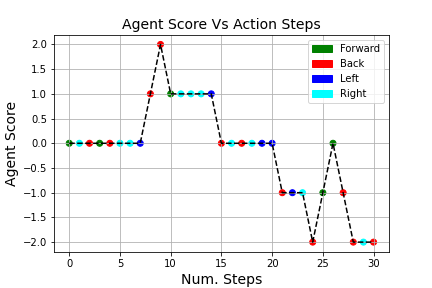 Agent Score Vs Action Steps
Forward
Back
Left
Right
2.0
1.5
1.0
0.5
0.0
−0.5
−1.0
−1.5
−2.0
Agent Score
0 5 10 15 20 25 30
Num. Steps